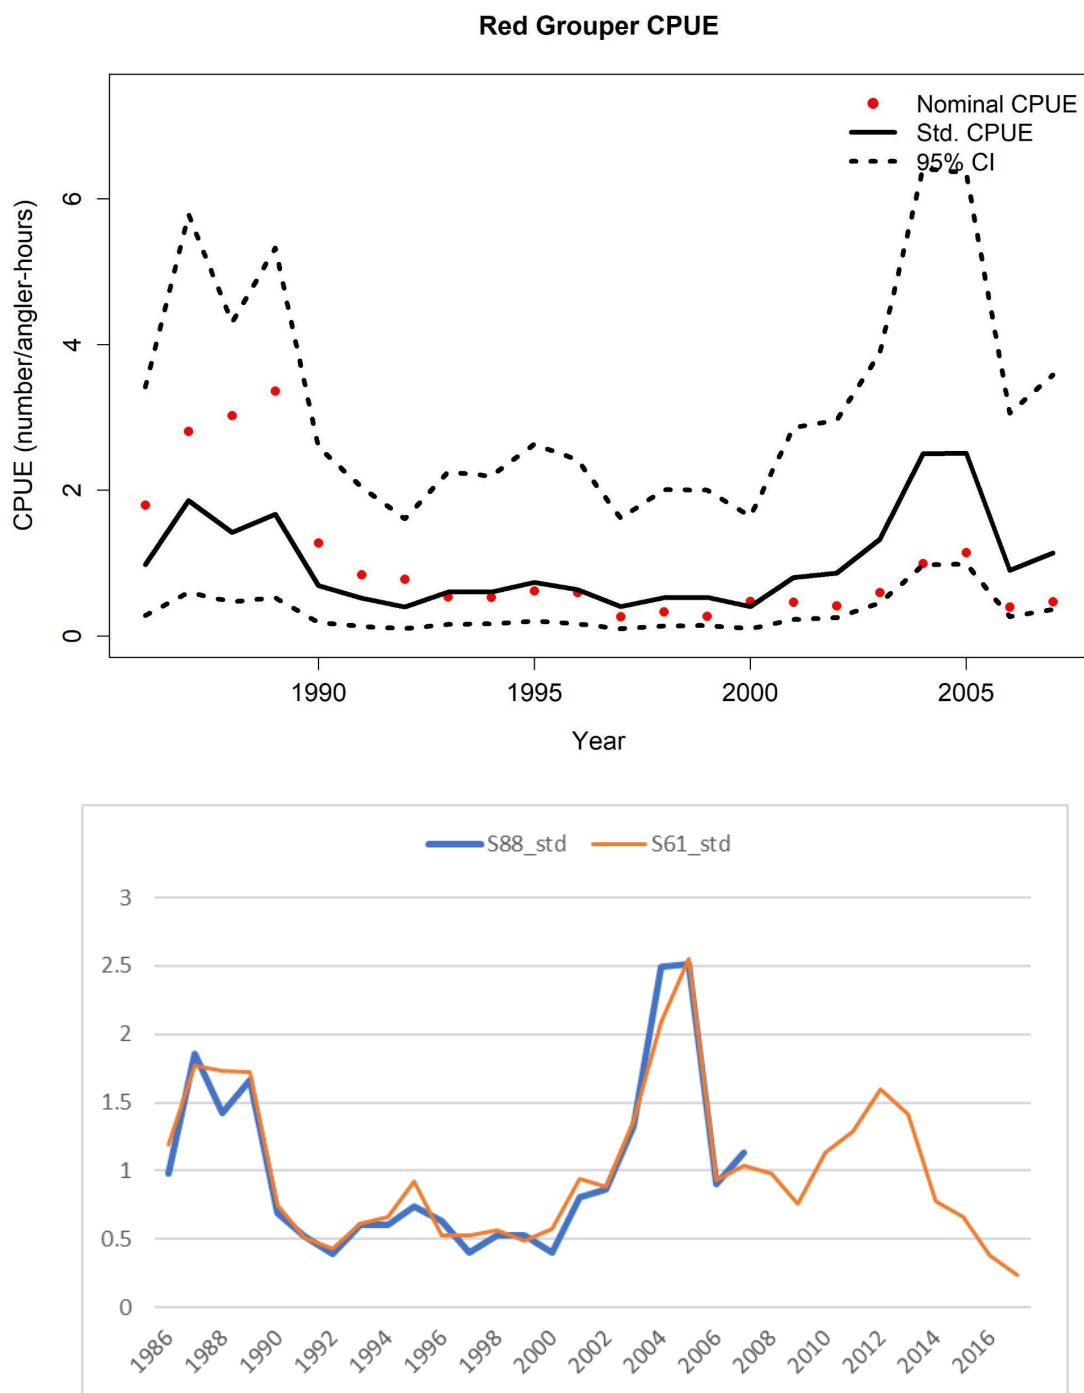 Red Grouper CPUE
Nominal CPUE
Std. CPUE
95% CI
CPUE (number/angler-hours)
6
4
2
0
1990 1995 2000 2005
Year
S88_std S61_std
3
2.5
2
1.5
1
0.5
0
1986 1988 1990 1992 1994 1996 1998 2000 2002 2004 2006 2008 2010 2012 2014 2016